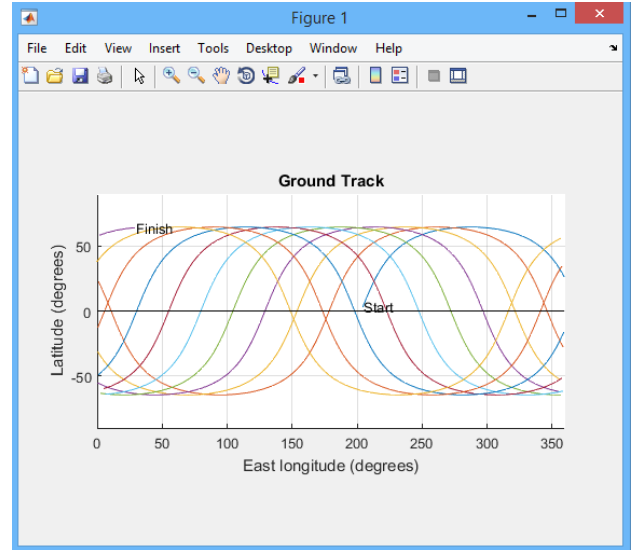 Figure 1
File Edit View Insert Tools Desktop Window Help
Ground Track
Finish
50
Latitude (degrees)
Start
0
-50
0 50 100 150 200 250 300 350
East longitude (degrees)